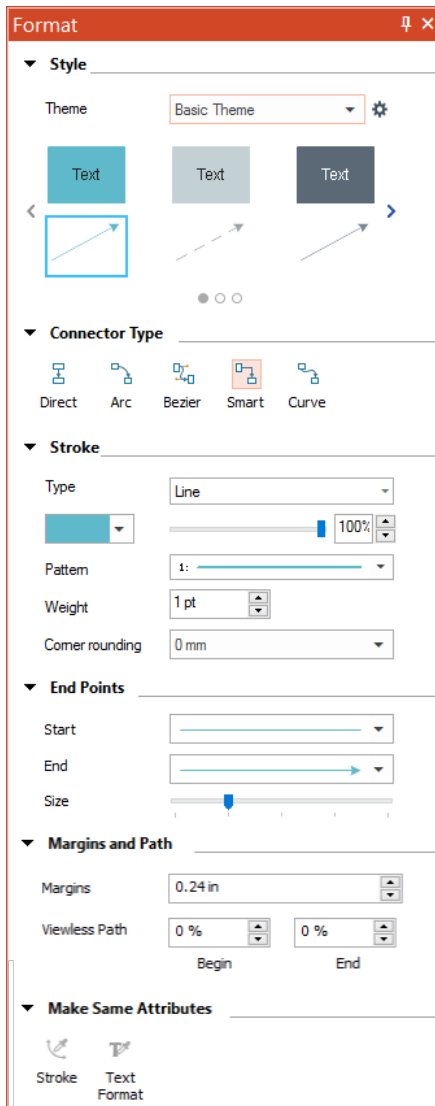 Format
Style
Theme Basic Theme
Text Text Text
Connector Type
Direct Arc Bezier Smart Curve
Stroke
Type Line
100%
Pattern 1:
Weight 1 pt
Corner rounding 0 mm
End Points
Start
End
Size
Margins and Path
Margins 0.24 in
Viewless Path 0 % 0 %
Begin End
Make Same Attributes
Stroke Text
Format